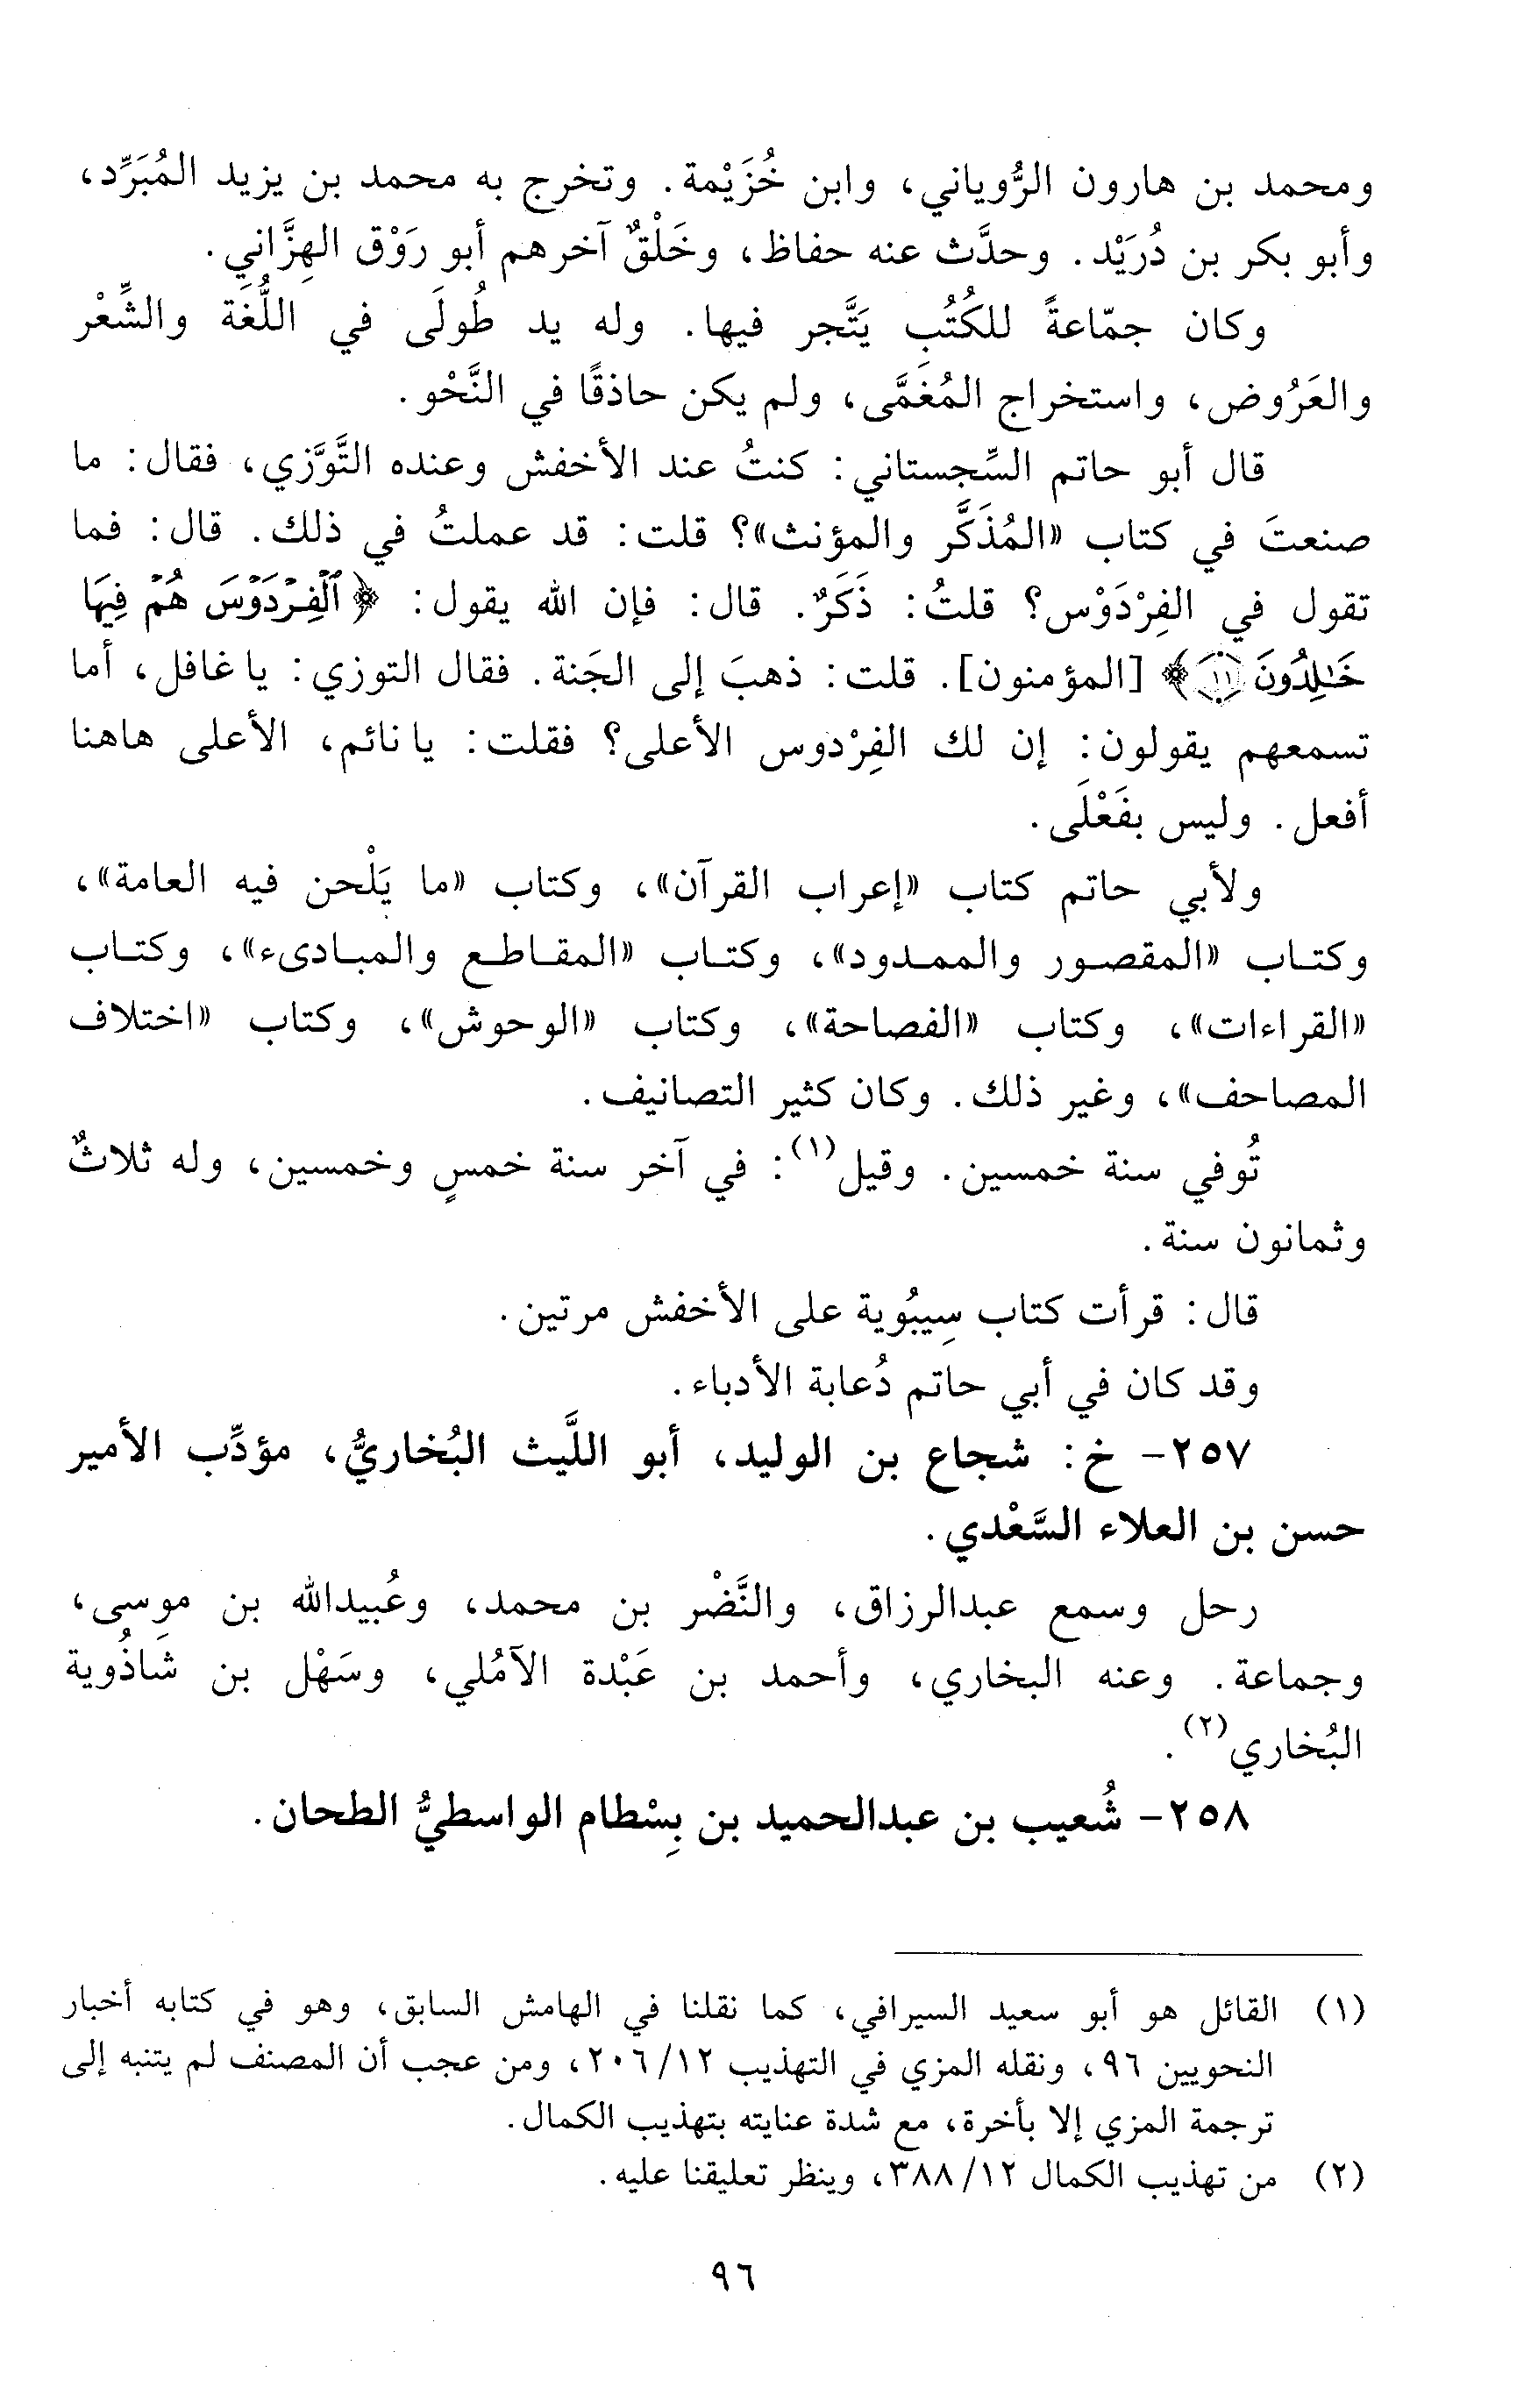 ومحمد بن هارون الرُّوياني، وابن خُزَيْمة. وتخرج به محمد بن يزيد المُبَرِّد،
وأبو بكر بن دُرَيْد. وحدَّث عنه حفاظ، وخَلْقٌ آخرهم أبو رَوْق الهِزَّاني.
وكان جمّاعةً للكُتُبِ يَتَّجر فيها. وله يد طُولَى في اللُّغَة والشِّعْر
والعَرُوض، واستخراج المُغَمَّى، ولم يكن حاذقًا في النَّحْو.
قال أبو حاتم السِّجستاني: كنتُ عند الأخفش وعنده التَّوَّزي، فقال: ما
صنعتَ في كتاب «المُذَكَّر والمؤنث»؟ قلت: قد عملتُ في ذلك. قال: فما
تقول في الفِرْدَوْس؟ قلتُ: ذَكَرٌ. قال: فإن الله يقول: ﴿ٱلْفِرْدَوْسَ هُمْ فِيهَا
خَـٰلِدُونَ ١١﴾ [المؤمنون]. قلت: ذهبَ إلى الجَنة. فقال التوزي: يا غافل، أما
تسمعهم يقولون: إن لك الفِرْدوس الأعلى؟ فقلت: يا نائم، الأعلى هاهنا
أفعل. وليس بفَعْلَى.
ولأبي حاتم كتاب «إعراب القرآن»، وكتاب «ما يَلْحن فيه العامة»،
وكتاب «المقصور والممدود»، وكتاب «المقاطع والمبادىء»، وكتاب
«القراءات»، وكتاب «الفصاحة»، وكتاب «الوحوش»، وكتاب «اختلاف
المصاحف»، وغير ذلك. وكان كثير التصانيف.
تُوفي سنة خمسين. وقيل(١): في آخر سنة خمسٍ وخمسين، وله ثلاثٌ
وثمانون سنة.
قال: قرأت كتاب سِيبُوية على الأخفش مرتين.
وقد كان في أبي حاتم دُعابة الأدباء.
٢٥٧- خ: شجاع بن الوليد، أبو اللَّيث البُخاريُّ، مؤدِّب الأمير
حسن بن العلاء السَّعْدي.
رحل وسمع عبدالرزاق، والنَّضْر بن محمد، وعُبيدالله بن موسى،
وجماعة. وعنه البخاري، وأحمد بن عَبْدة الآمُلي، وسَهْل بن شَاذُوية
البُخاري(٢).
٢٥٨- شُعيب بن عبدالحميد بن بِسْطام الواسطيُّ الطحان.
(١) القائل هو أبو سعيد السيرافي، كما نقلنا في الهامش السابق، وهو في كتابه أخبار
النحويين ٩٦، ونقله المزي في التهذيب ٢٠٦/١٢، ومن عجب أن المصنف لم يتنبه إلى
ترجمة المزي إلا بأخرة، مع شدة عنايته بتهذيب الكمال.
(٢) من تهذيب الكمال ٣٨٨/١٢، وينظر تعليقنا عليه.
٩٦